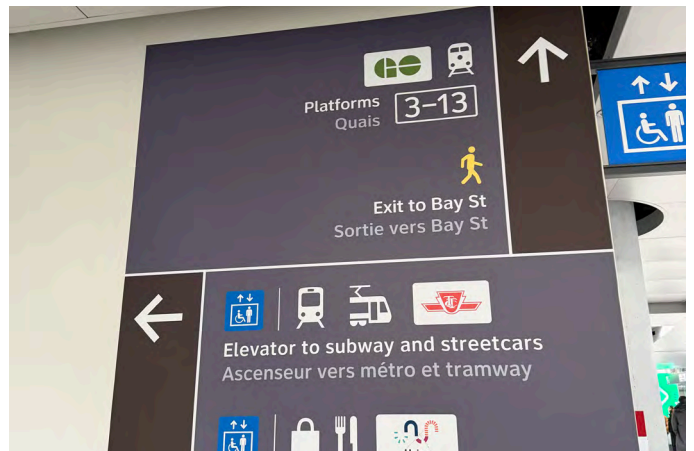 GO
Platforms 3–13
Quais
Exit to Bay St
Sortie vers Bay St
TTC
Elevator to subway and streetcars
Ascenseur vers métro et tramway